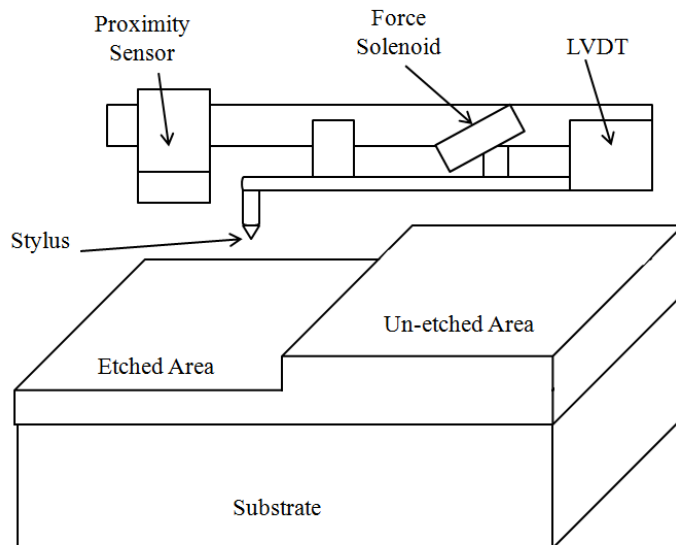 Proximity
Sensor
Force
Solenoid
LVDT
Stylus
Un-etched Area
Etched Area
Substrate